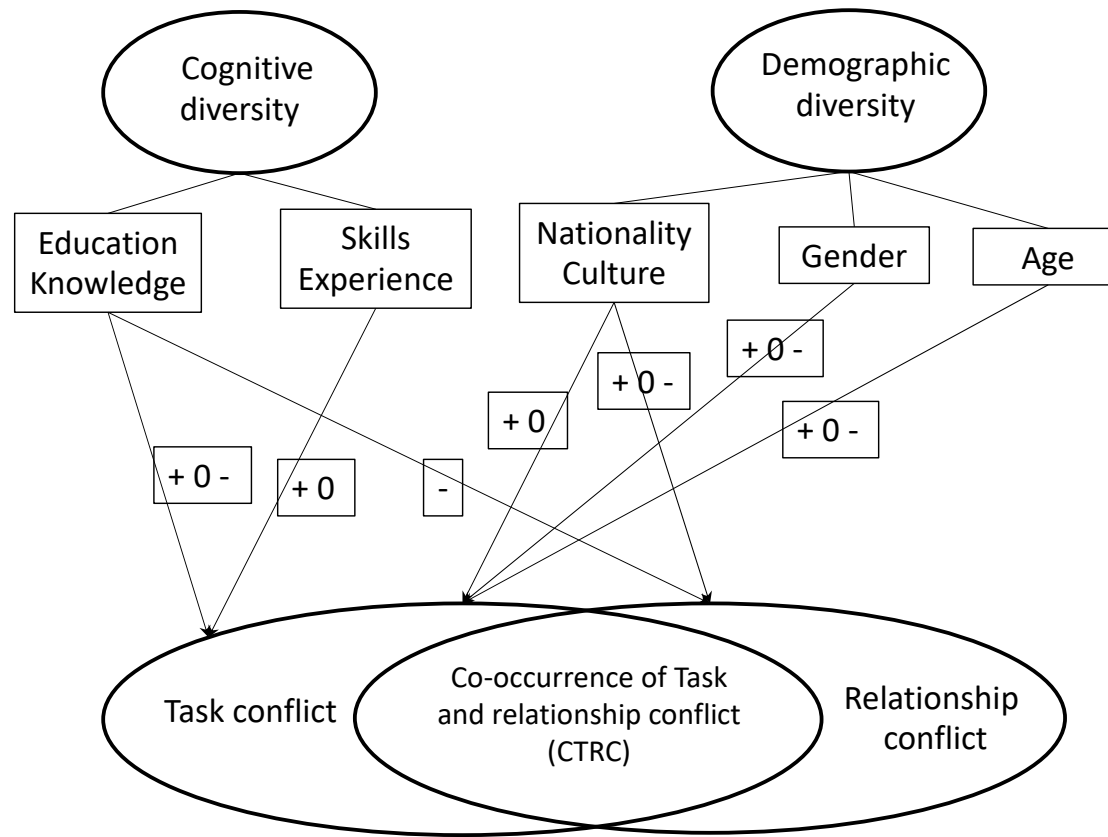 Cognitive
diversity
Demographic
diversity
Education
Knowledge
Skills
Experience
Nationality
Culture
Gender
Age
+ 0 -
+ 0 -
+ 0
+ 0 -
+ 0 -
+ 0
-
Task conflict
Co-occurrence of Task
and relationship conflict
(CTRC)
Relationship
conflict